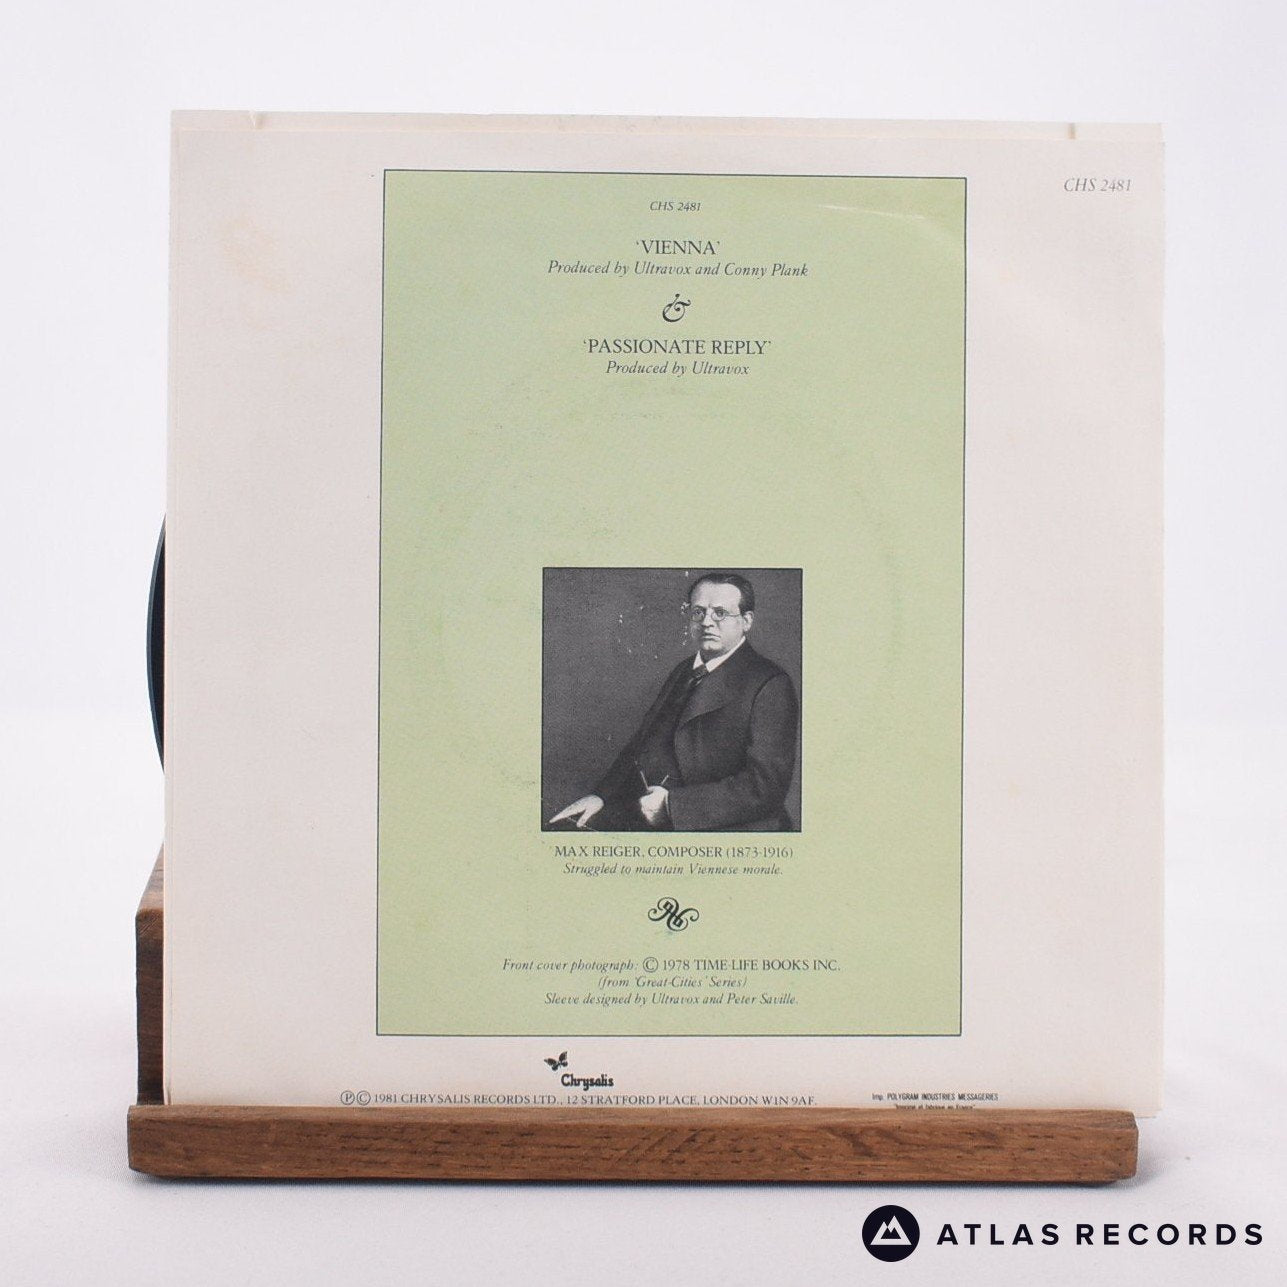 CHS 2481
CHS 2481
'VIENNA'
Produced by Ultravox and Conny Plank
&
'PASSIONATE REPLY'
Produced by Ultravox
MAX REIGER, COMPOSER (1873-1916)
Struggled to maintain Viennese morale.
Front cover photograph: © 1978 TIME-LIFE BOOKS INC.
(from 'Great-Cities' Series)
Sleeve designed by Ultravox and Peter Saville.
Chrysalis
℗ © 1981 CHRYSALIS RECORDS LTD., 12 STRATFORD PLACE, LONDON W1N 9AF.
Imp. POLYGRAM INDUSTRIES MESSAGERIES
ATLAS RECORDS